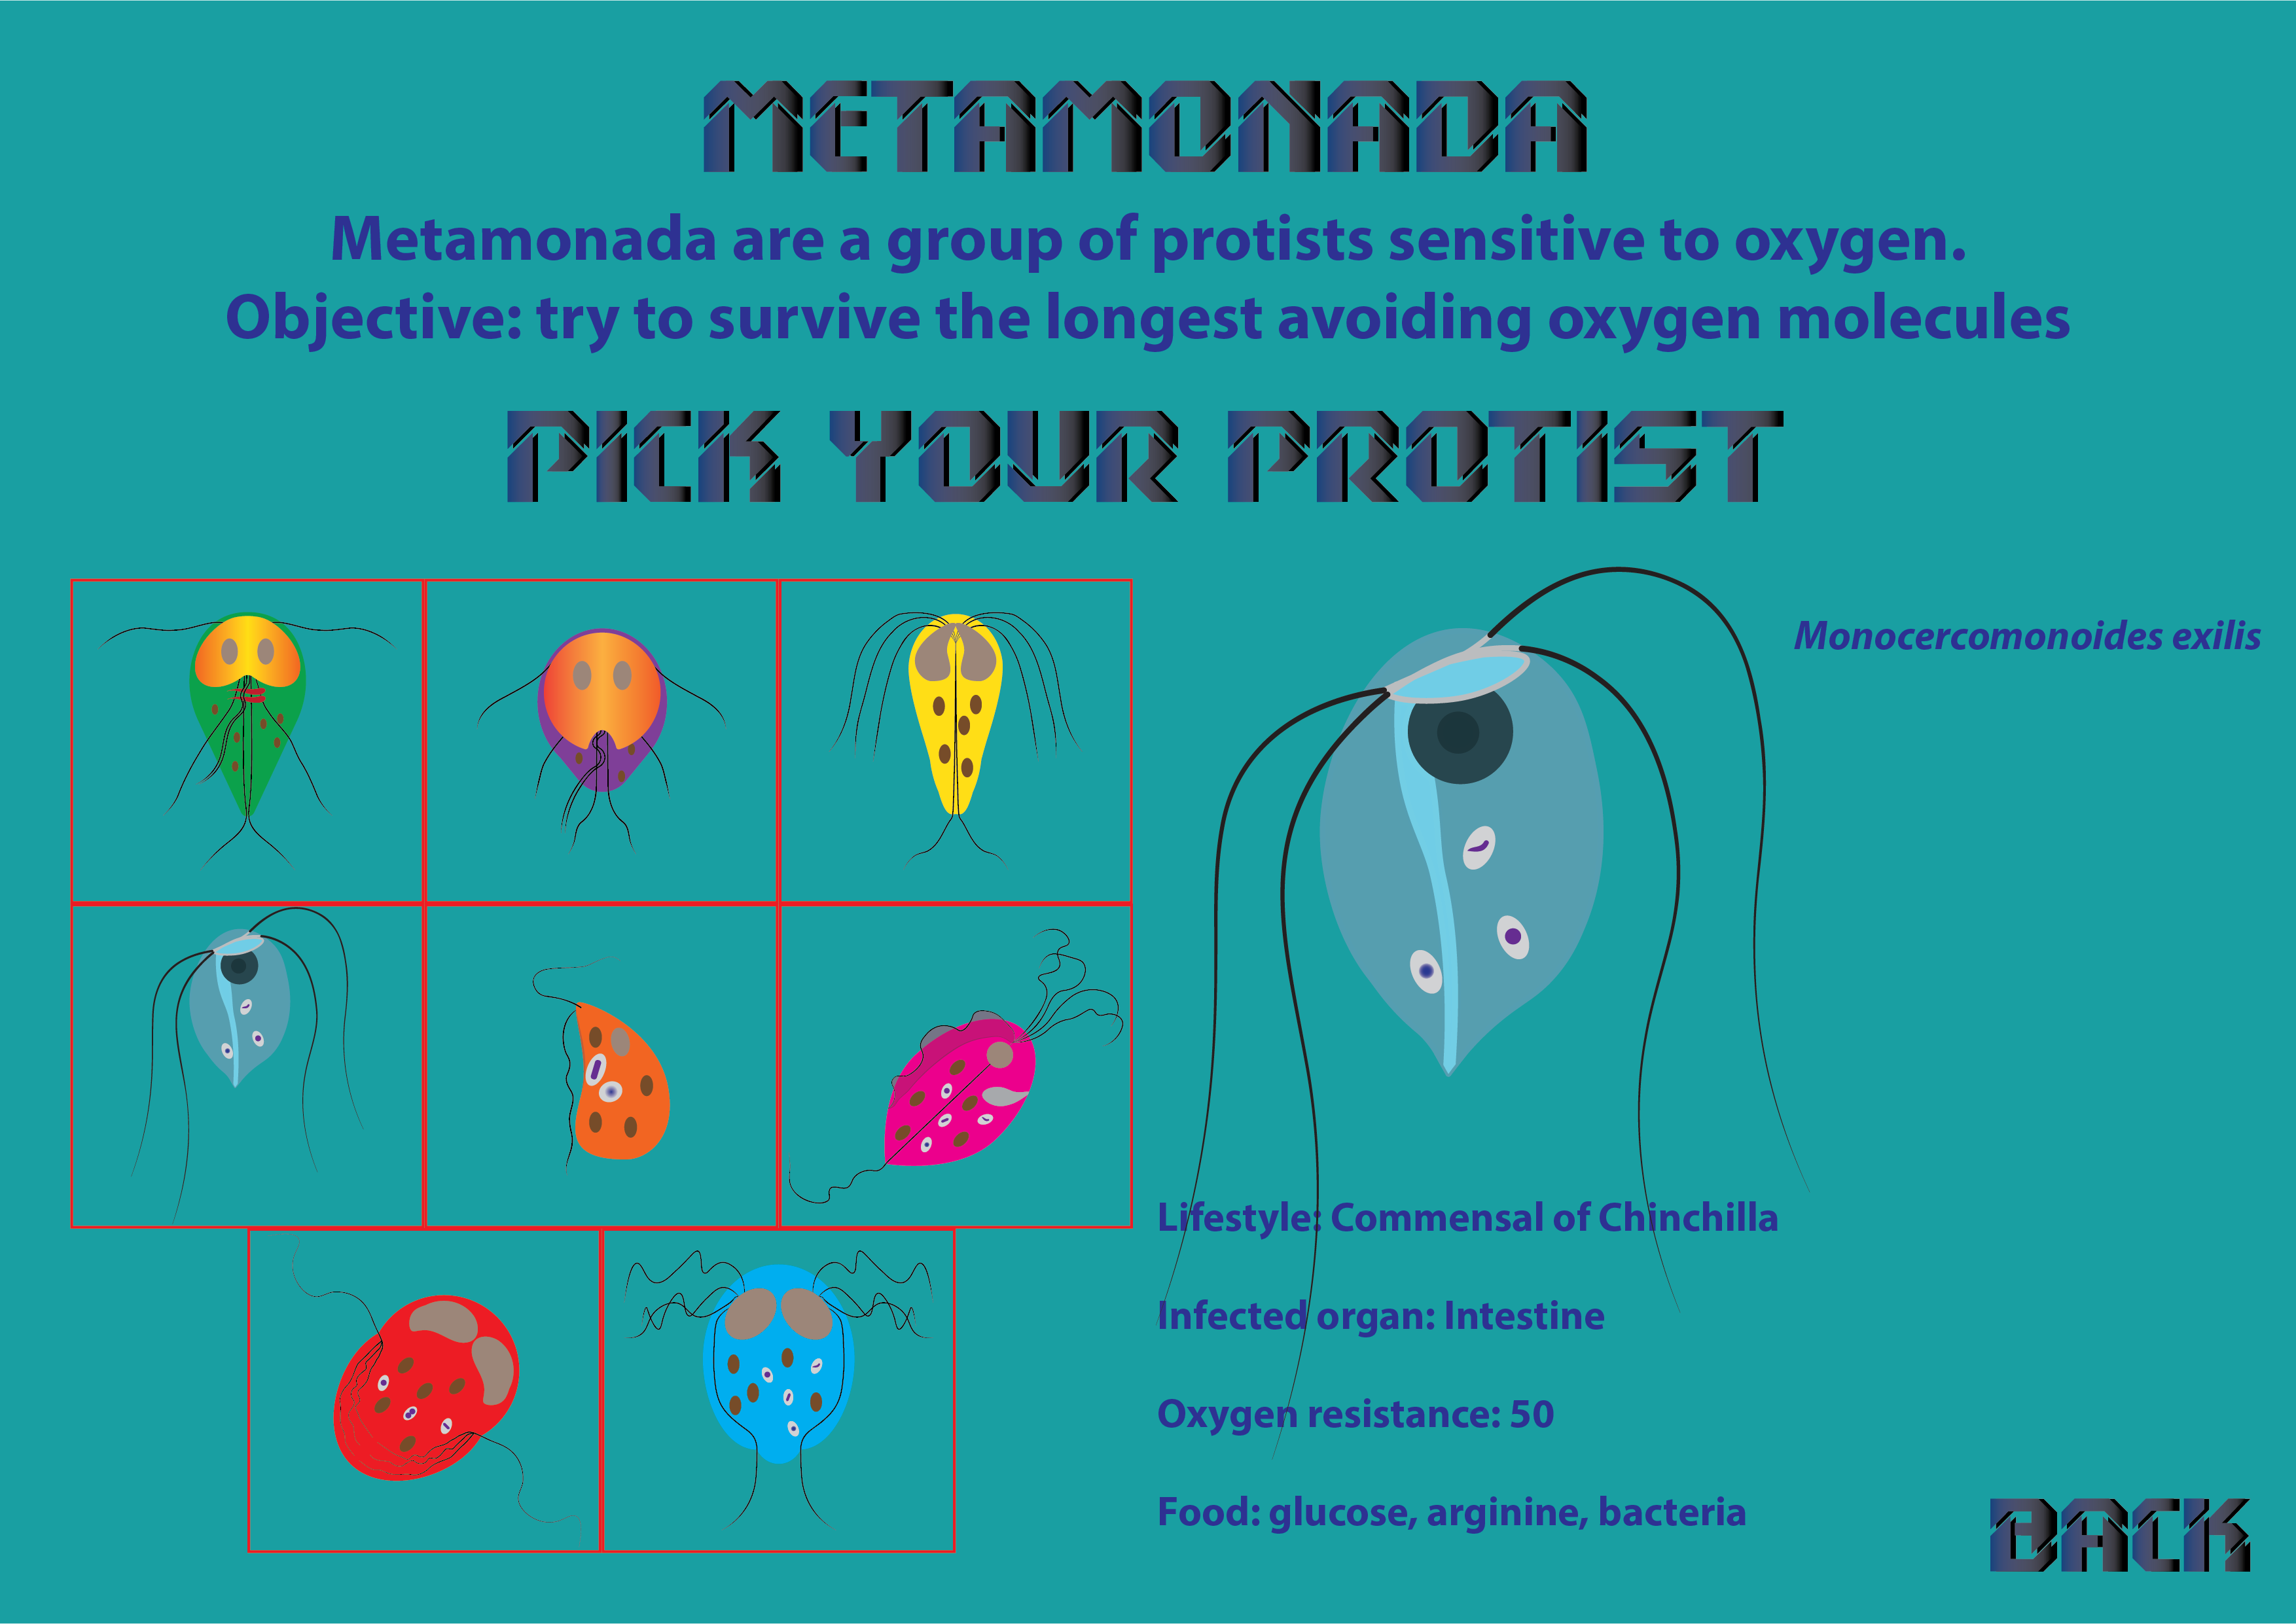 METAMONADA
Metamonada are a group of protists sensitive to oxygen.
Objective: try to survive the longest avoiding oxygen molecules
PICK YOUR PROTIST
Monocercomonoides exilis
Lifestyle: Commensal of Chinchilla
Infected organ: Intestine
Oxygen resistance: 50
Food: glucose, arginine, bacteria
BACK